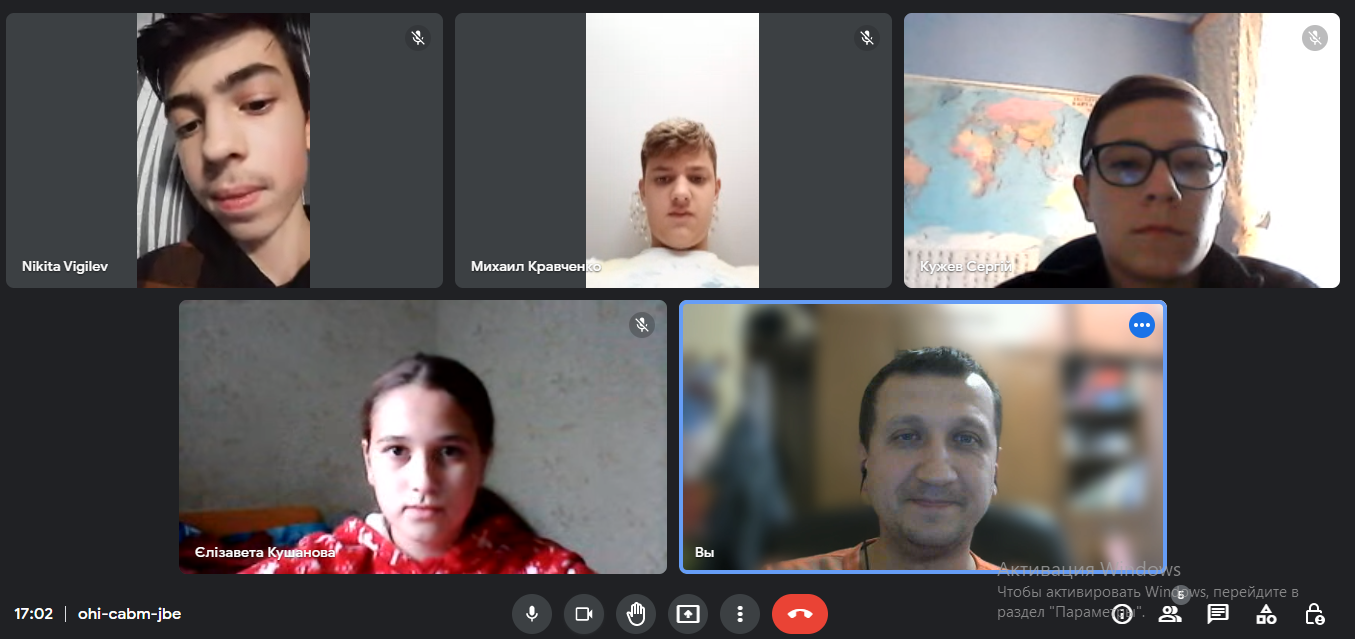 Nikita Vigilev
Михаил Кравченко
Кужев Сергій
Єлізавета Кушанова
Вы
Активация Windows
Чтобы активировать Windows, перейдите в
раздел "Параметры".
5
17:02 | ohi-cabm-jbe